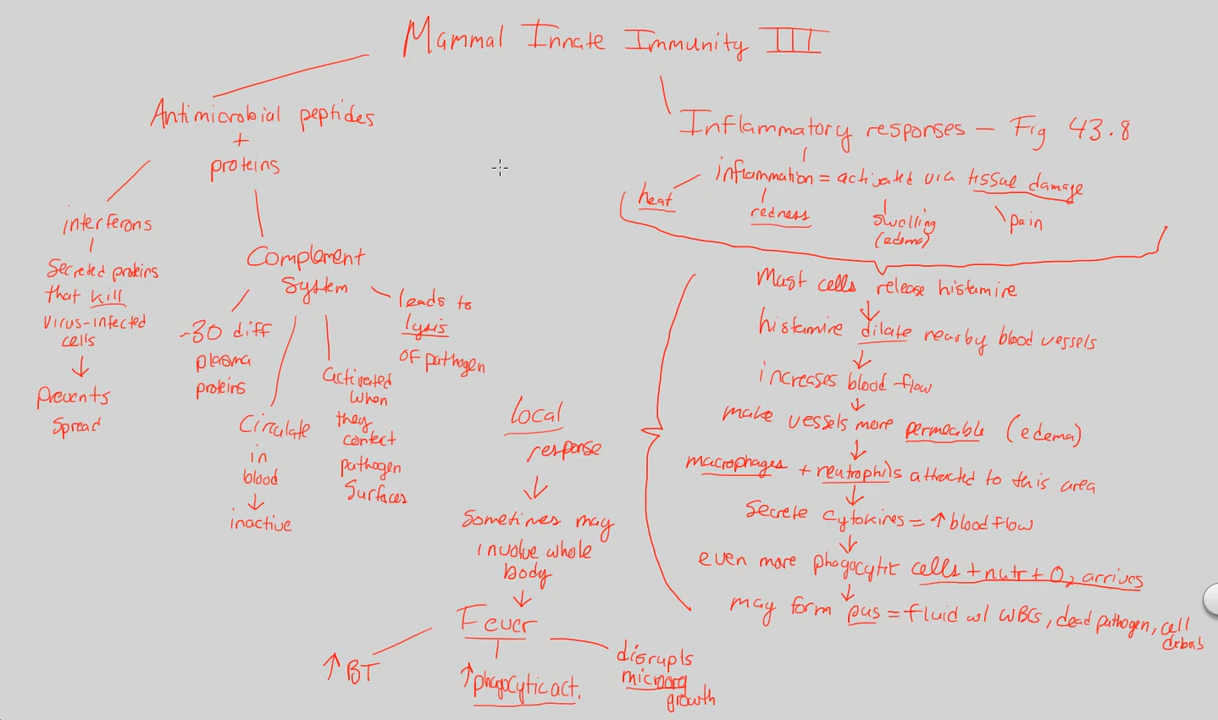 Mammal Innate Immunity III
Antimicrobial peptides
+
proteins
interferons
Secreted proteins
that kill
virus-infected
cells
↓
Prevents
spread
Complement
System
~30 diff
plasma
proteins
Circulate
in
blood
↓
inactive
activated
when
they
contact
pathogen
surfaces
leads to
lysis
of pathogen
Inflammatory responses — Fig 43.8
inflammation = activated via tissue damage
heat
redness
swelling
(edema)
pain
Mast cells release histamine
↓
histamine dilate nearby blood vessels
↓
increases blood flow
↓
make vessels more permeable (edema)
↓
macrophages + neutrophils attracted to this area
↓
secrete cytokines = ↑ blood flow
↓
even more phagocytic cells + nutr + O₂ arrives
↓
may form pus = fluid w/ WBCs, dead pathogen, cell
debris
local
response
↓
Sometimes may
involve whole
body
↓
Fever
↑ BT
↑ phagocytic act.
disrupts
microorg
growth